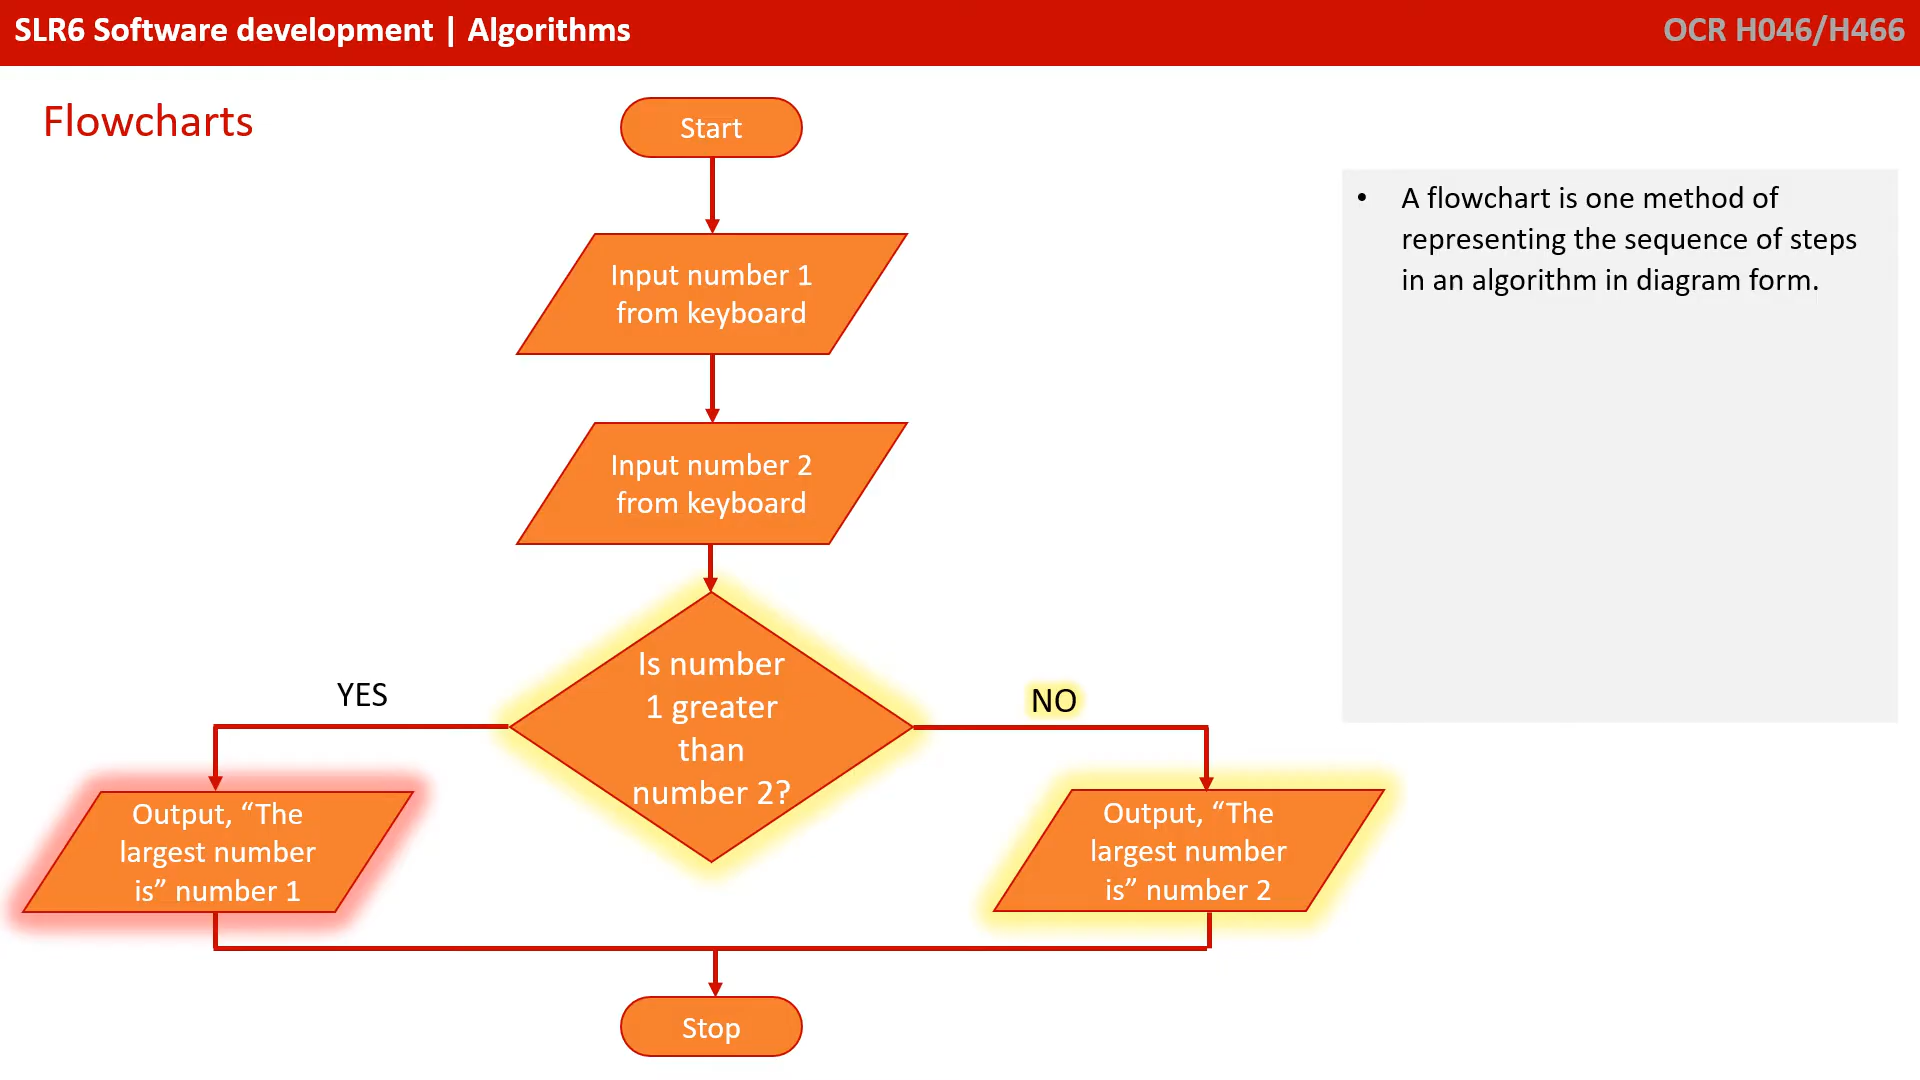 SLR6 Software development | Algorithms
OCR H046/H466
Flowcharts
Start
• A flowchart is one method of
representing the sequence of steps
in an algorithm in diagram form.
Input number 1
from keyboard
Input number 2
from keyboard
Is number
1 greater
than
number 2?
YES
NO
Output, “The
largest number
is” number 1
Output, “The
largest number
is” number 2
Stop